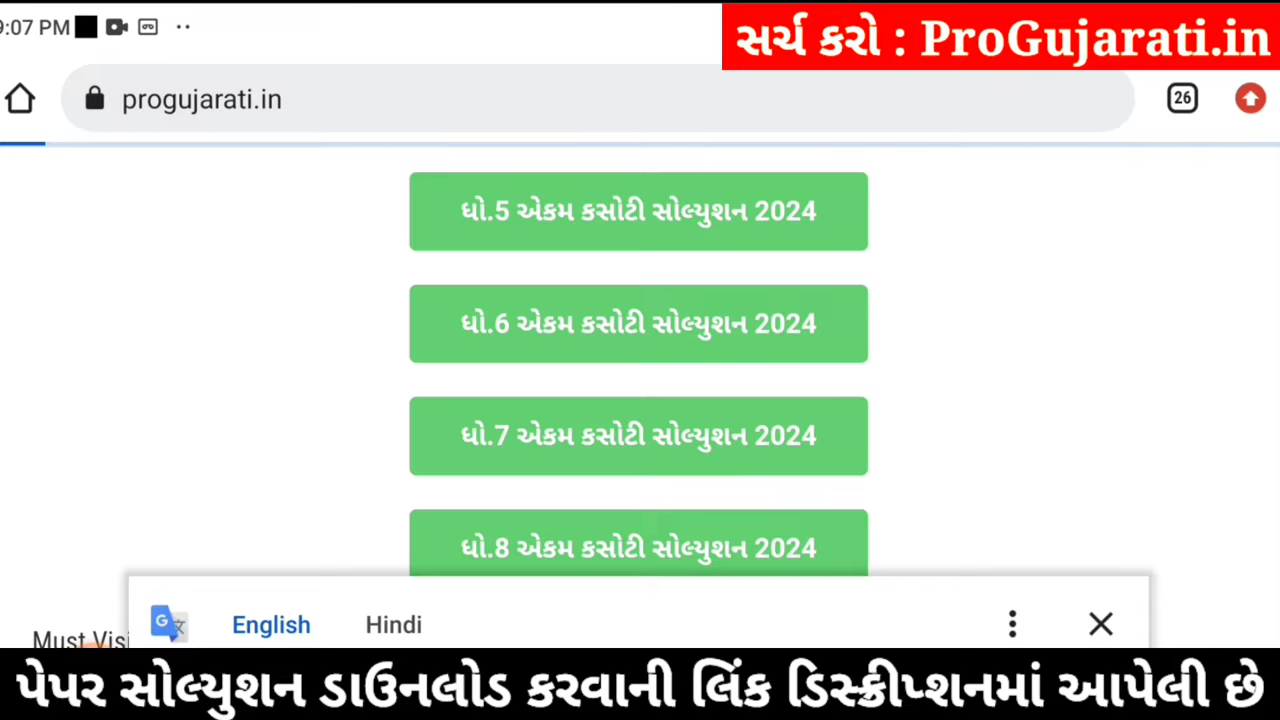 9:07 PM
સર્ચ કરો : ProGujarati.in
progujarati.in
26
ધો.5 એકમ કસોટી સોલ્યુશન 2024
ધો.6 એકમ કસોટી સોલ્યુશન 2024
ધો.7 એકમ કસોટી સોલ્યુશન 2024
ધો.8 એકમ કસોટી સોલ્યુશન 2024
English Hindi
Must Visi
પેપર સોલ્યુશન ડાઉનલોડ કરવાની લિંક ડિસ્ક્રીપ્શનમાં આપેલી છે